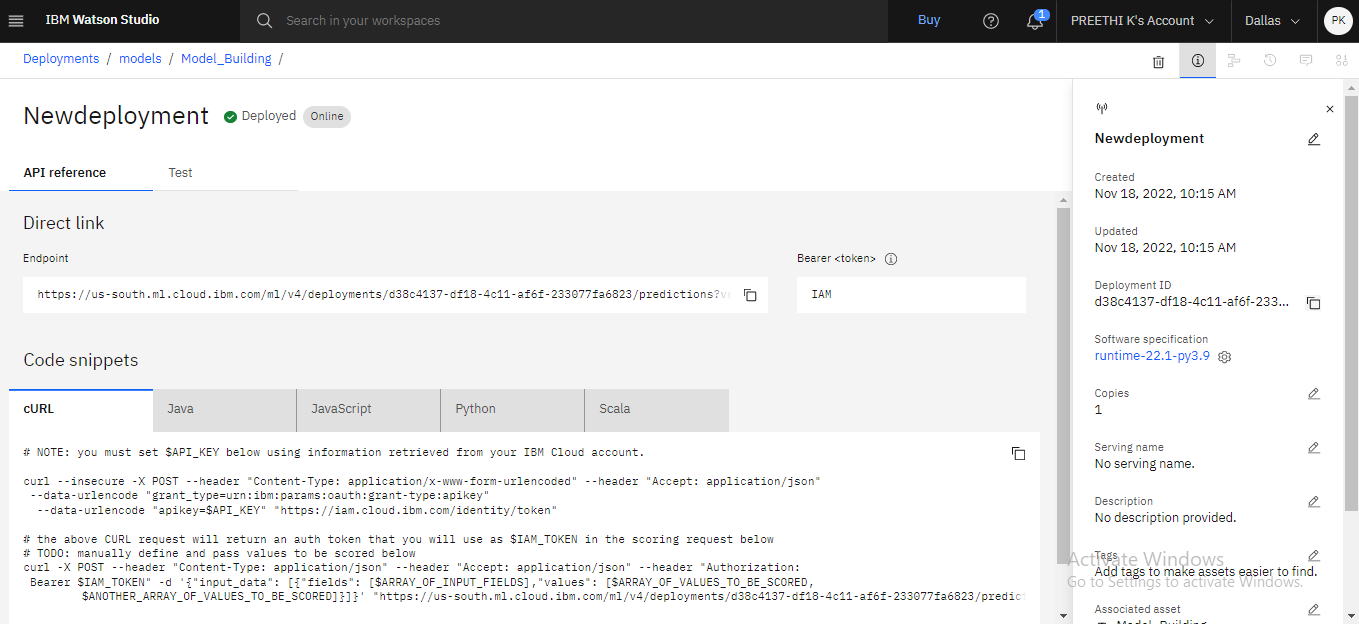 IBM Watson Studio
Search in your workspaces
Buy
1
PREETHI K's Account
Dallas
PK
Deployments / models / Model_Building /
Newdeployment
Deployed
Online
API reference
Test
Direct link
Endpoint
https://us-south.ml.cloud.ibm.com/ml/v4/deployments/d38c4137-df18-4c11-af6f-233077fa6823/predictions?v
Bearer <token>
IAM
Code snippets
cURL
Java
JavaScript
Python
Scala
# NOTE: you must set $API_KEY below using information retrieved from your IBM Cloud account.
curl --insecure -X POST --header "Content-Type: application/x-www-form-urlencoded" --header "Accept: application/json"
--data-urlencode "grant_type=urn:ibm:params:oauth:grant-type:apikey"
--data-urlencode "apikey=$API_KEY" "https://iam.cloud.ibm.com/identity/token"
# the above CURL request will return an auth token that you will use as $IAM_TOKEN in the scoring request below
# TODO: manually define and pass values to be scored below
curl -X POST --header "Content-Type: application/json" --header "Accept: application/json" --header "Authorization:
Bearer $IAM_TOKEN" -d '{"input_data": [{"fields": [$ARRAY_OF_INPUT_FIELDS],"values": [$ARRAY_OF_VALUES_TO_BE_SCORED,
$ANOTHER_ARRAY_OF_VALUES_TO_BE_SCORED]}]}' "https://us-south.ml.cloud.ibm.com/ml/v4/deployments/d38c4137-df18-4c11-af6f-233077fa6823/predict
Newdeployment
Created
Nov 18, 2022, 10:15 AM
Updated
Nov 18, 2022, 10:15 AM
Deployment ID
d38c4137-df18-4c11-af6f-233...
Software specification
runtime-22.1-py3.9
Copies
1
Serving name
No serving name.
Description
No description provided.
Tags
Add tags to make assets easier to find.
Activate Windows
Go to Settings to activate Windows.
Associated asset
Model_Building